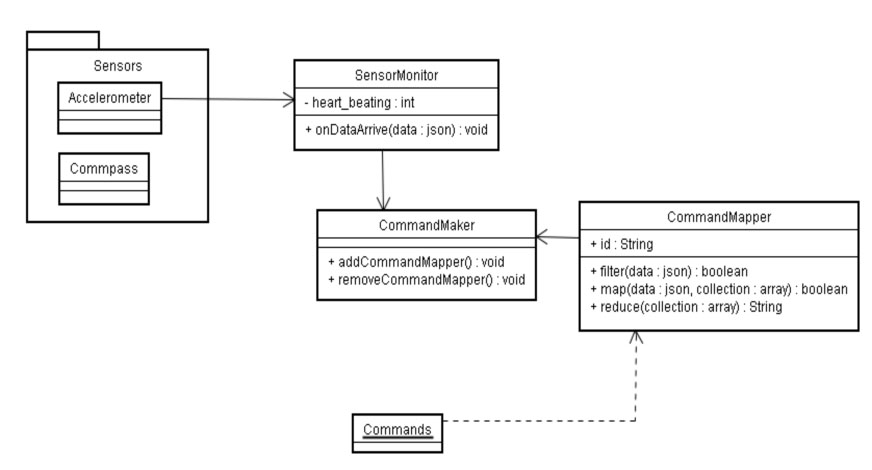 Sensors
Accelerometer
Commpass
SensorMonitor
- heart_beating : int
+ onDataArrive(data : json) : void
CommandMaker
+ addCommandMapper() : void
+ removeCommandMapper() : void
CommandMapper
+ id : String
+ filter(data : json) : boolean
+ map(data : json, collection : array) : boolean
+ reduce(collection : array) : String
Commands